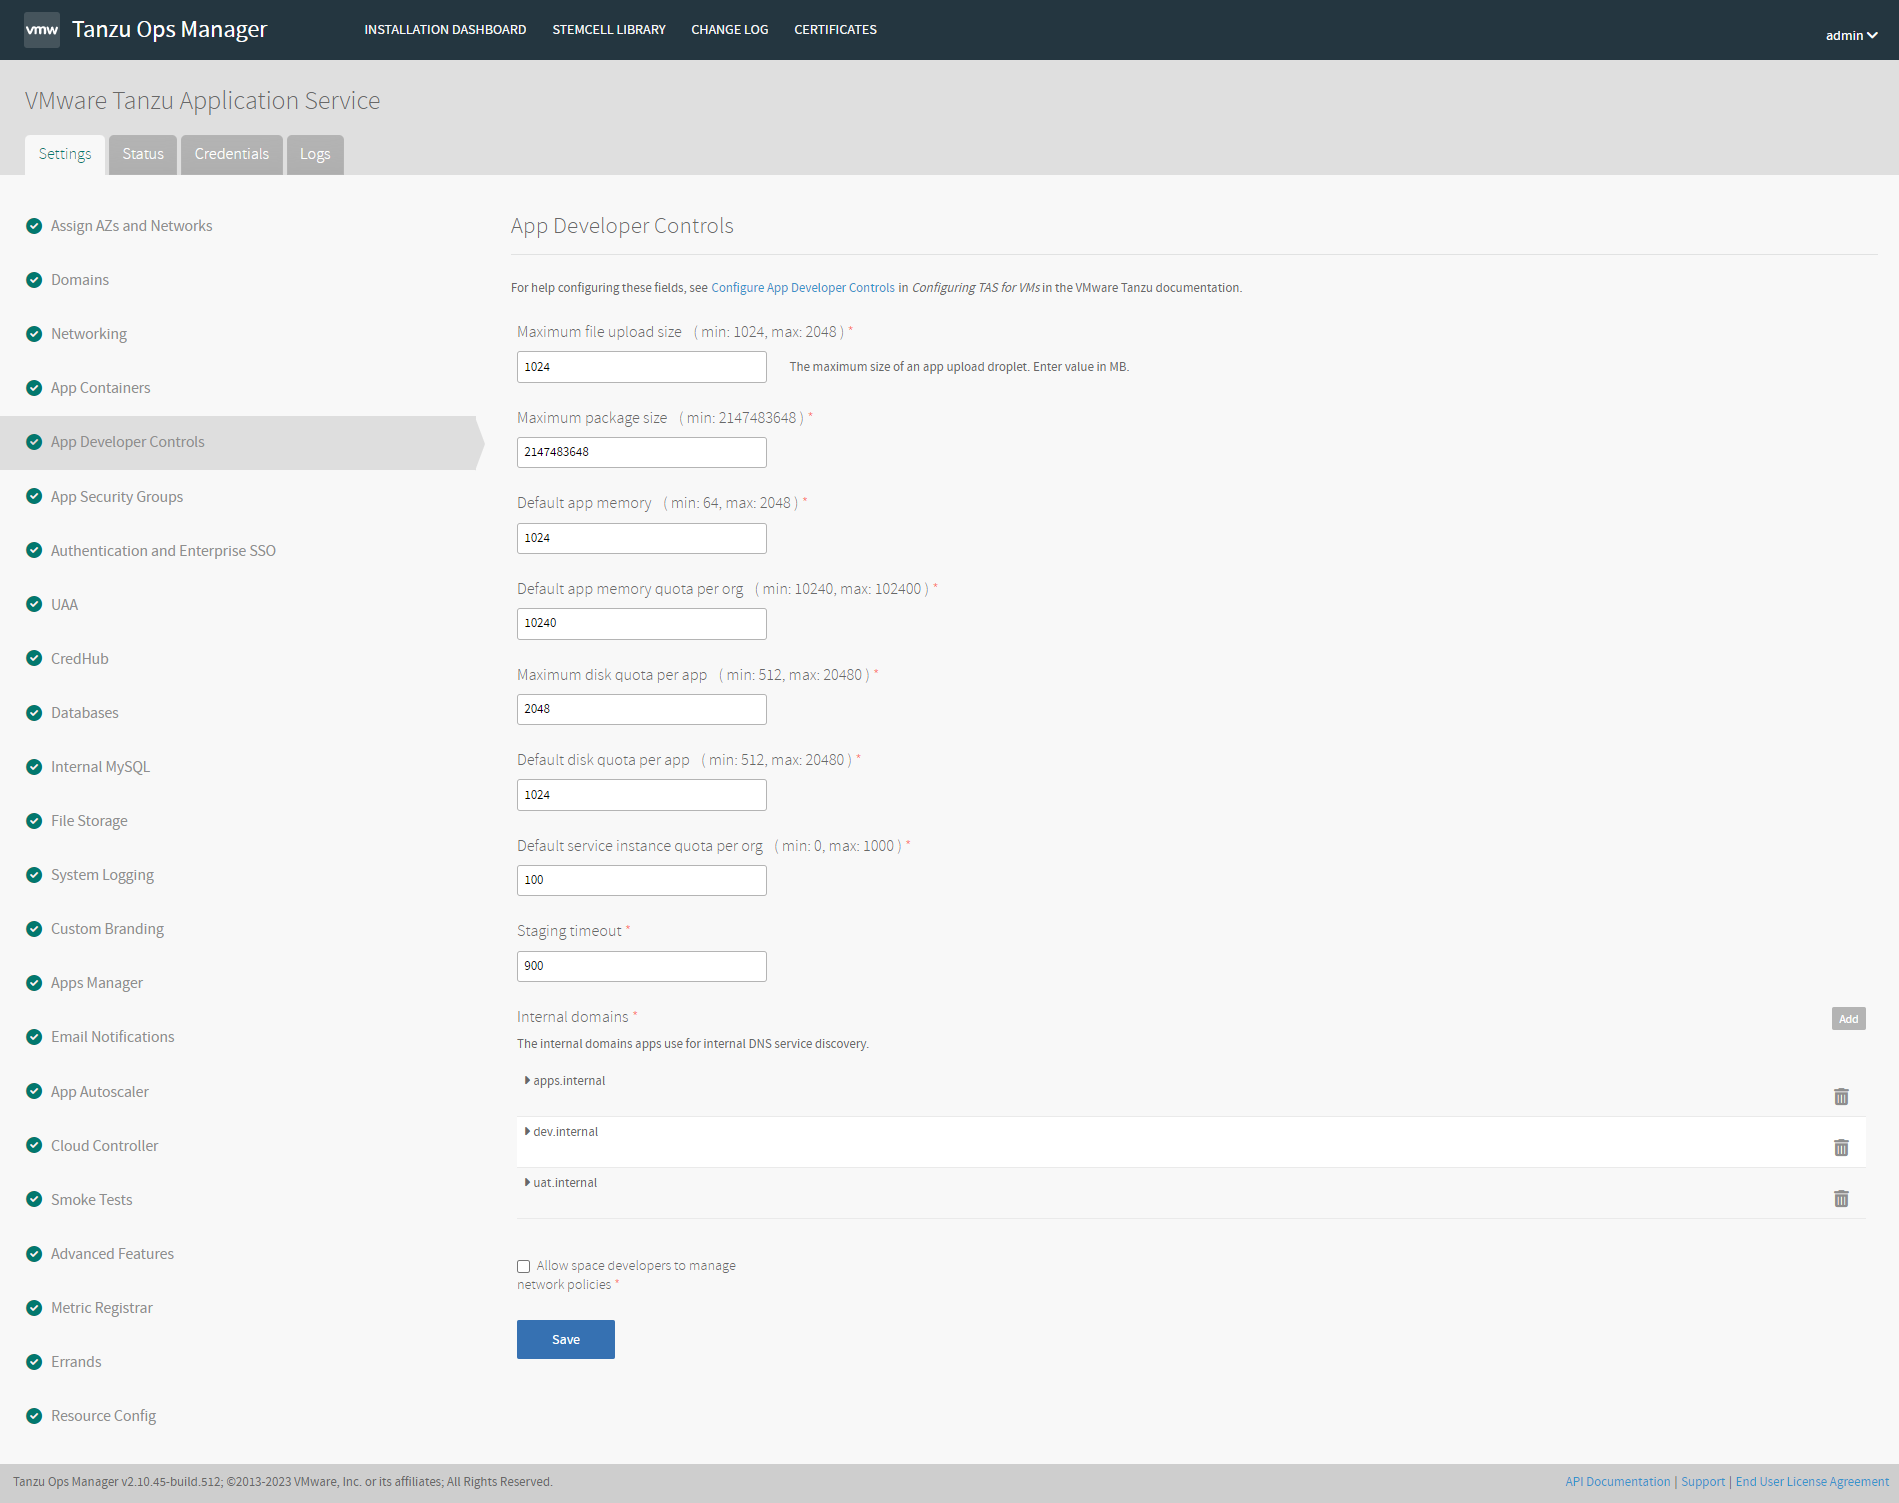 vmw Tanzu Ops Manager INSTALLATION DASHBOARD STEMCELL LIBRARY CHANGE LOG CERTIFICATES admin
VMware Tanzu Application Service
Settings Status Credentials Logs
Assign AZs and Networks
Domains
Networking
App Containers
App Developer Controls
App Security Groups
Authentication and Enterprise SSO
UAA
CredHub
Databases
Internal MySQL
File Storage
System Logging
Custom Branding
Apps Manager
Email Notifications
App Autoscaler
Cloud Controller
Smoke Tests
Advanced Features
Metric Registrar
Errands
Resource Config
App Developer Controls
For help configuring these fields, see Configure App Developer Controls in Configuring TAS for VMs in the VMware Tanzu documentation.
Maximum file upload size ( min: 1024, max: 2048 ) *
1024 The maximum size of an app upload droplet. Enter value in MB.
Maximum package size ( min: 2147483648 ) *
2147483648
Default app memory ( min: 64, max: 2048 ) *
1024
Default app memory quota per org ( min: 10240, max: 102400 ) *
10240
Maximum disk quota per app ( min: 512, max: 20480 ) *
2048
Default disk quota per app ( min: 512, max: 20480 ) *
1024
Default service instance quota per org ( min: 0, max: 1000 ) *
100
Staging timeout *
900
Internal domains * Add
The internal domains apps use for internal DNS service discovery.
apps.internal
dev.internal
uat.internal
Allow space developers to manage
network policies *
Save
Tanzu Ops Manager v2.10.45-build.512; ©2013-2023 VMware, Inc. or its affiliates; All Rights Reserved. API Documentation | Support | End User License Agreement